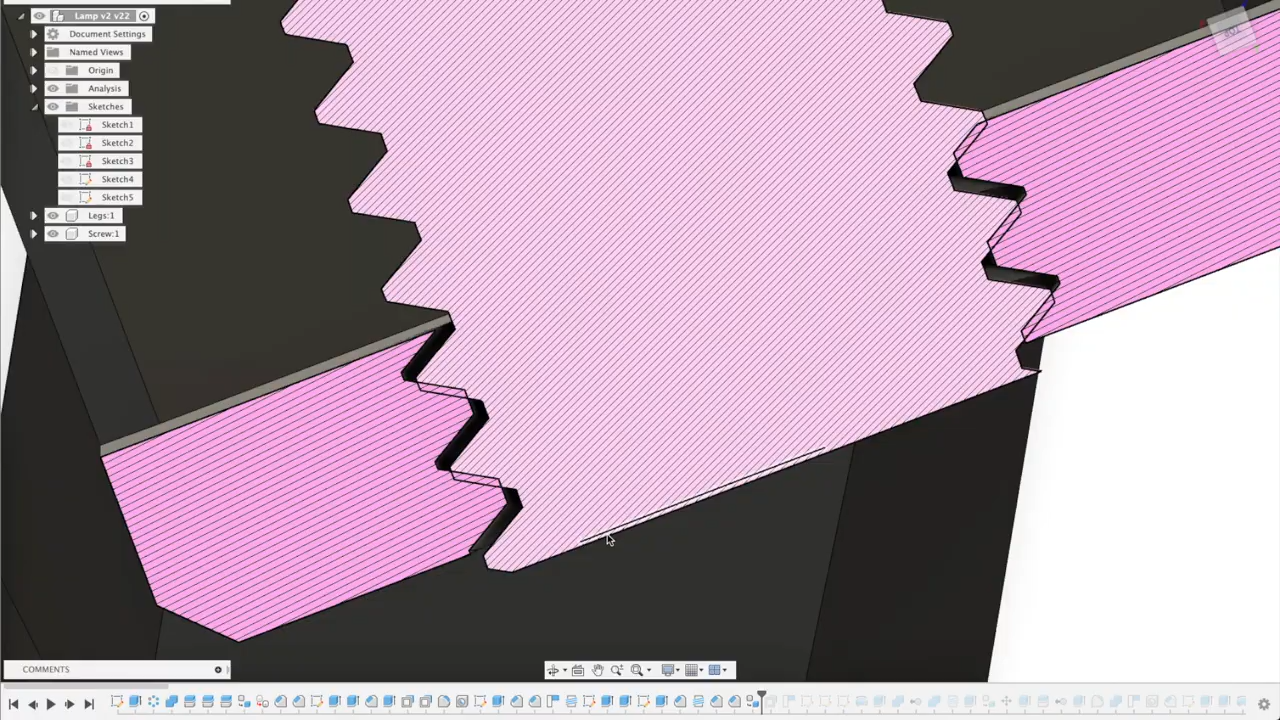 Lamp v2 v22
Document Settings
Named Views
Origin
Analysis
Sketches
Sketch1
Sketch2
Sketch3
Sketch4
Sketch5
Legs:1
Screw:1
COMMENTS